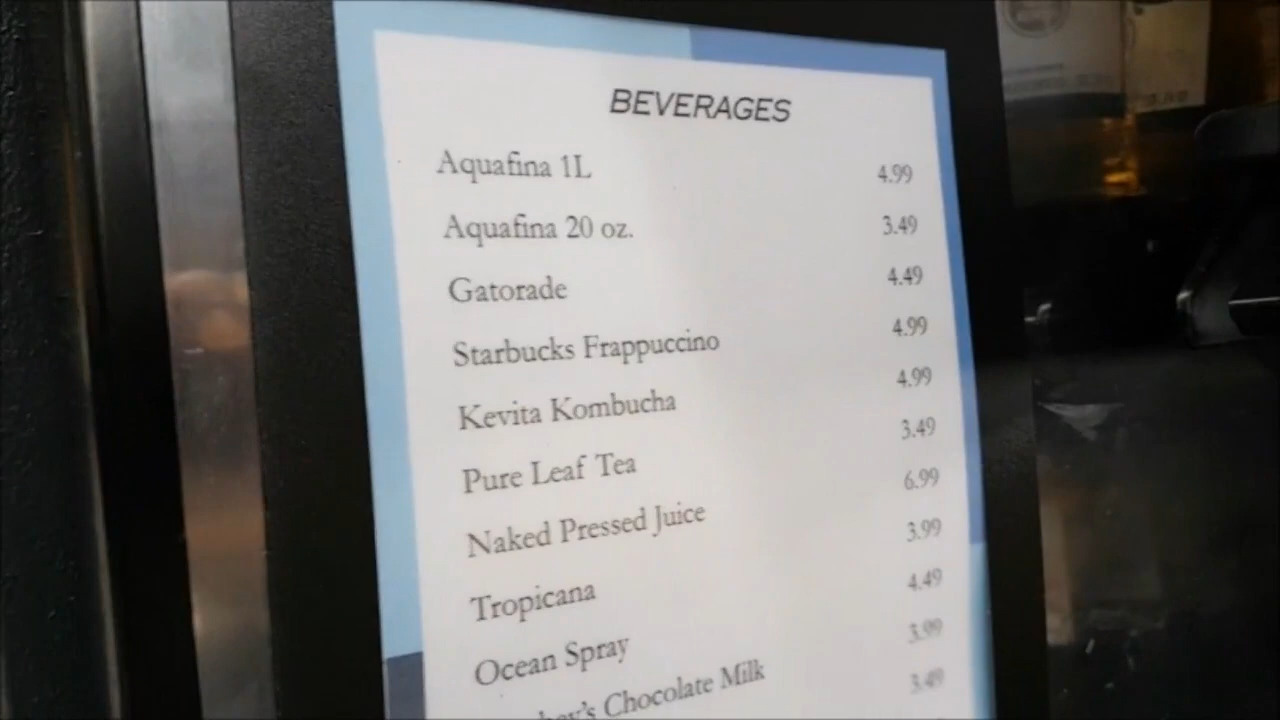 BEVERAGES
Aquafina 1L 4.99
Aquafina 20 oz. 3.49
Gatorade 4.49
Starbucks Frappuccino 4.99
Kevita Kombucha 4.99
Pure Leaf Tea 3.49
Naked Pressed Juice 6.99
Tropicana 3.99
Ocean Spray 4.49
Chocolate Milk 3.99
3.49